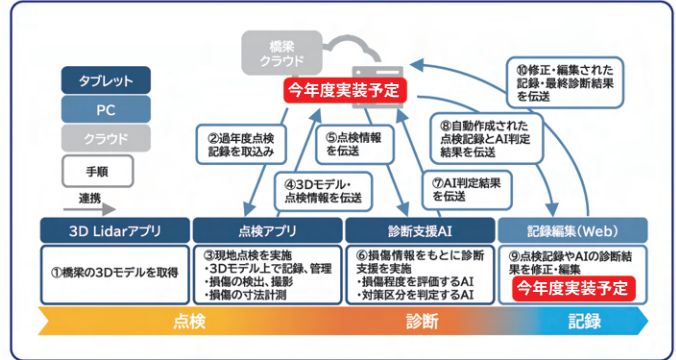 橋梁
クラウド
今年度実装予定
タブレット
PC
クラウド
手順
連携
②過年度点検
記録を取込み
⑤点検情報
を伝送
⑧自動作成された
点検記録とAI判定
結果を伝送
⑩修正・編集された
記録・最終診断結果
を伝送
④3Dモデル・
点検情報を伝送
⑦AI判定結果
を伝送
3D Lidarアプリ
①橋梁の3Dモデルを取得
点検アプリ
③現地点検を実施
・3Dモデル上で記録、管理
・損傷の検出、撮影
・損傷の寸法計測
診断支援AI
⑥損傷情報をもとに診断
支援を実施
・損傷程度を評価するAI
・対策区分を判定するAI
記録編集(Web)
⑨点検記録やAIの診断結
果を修正・編集
今年度実装予定
点検
診断
記録